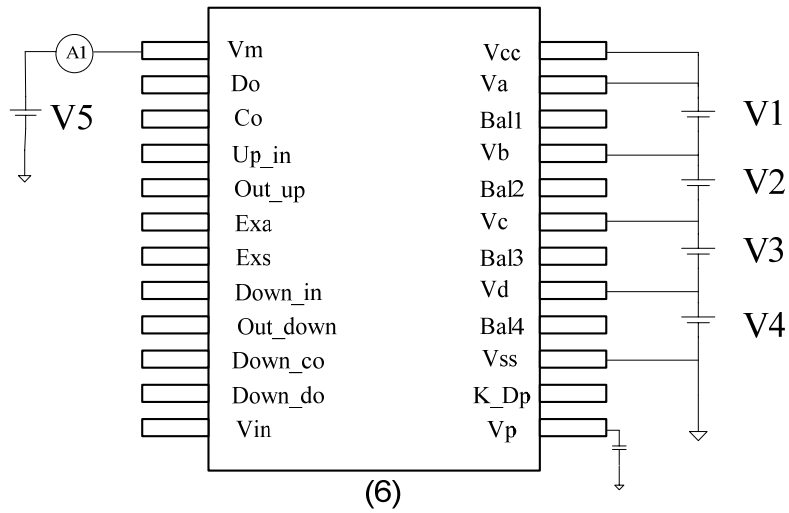 A1
V5
Vm
Do
Co
Up_in
Out_up
Exa
Exs
Down_in
Out_down
Down_co
Down_do
Vin
Vcc
Va
Bal1
Vb
Bal2
Vc
Bal3
Vd
Bal4
Vss
K_Dp
Vp
V1
V2
V3
V4
(6)